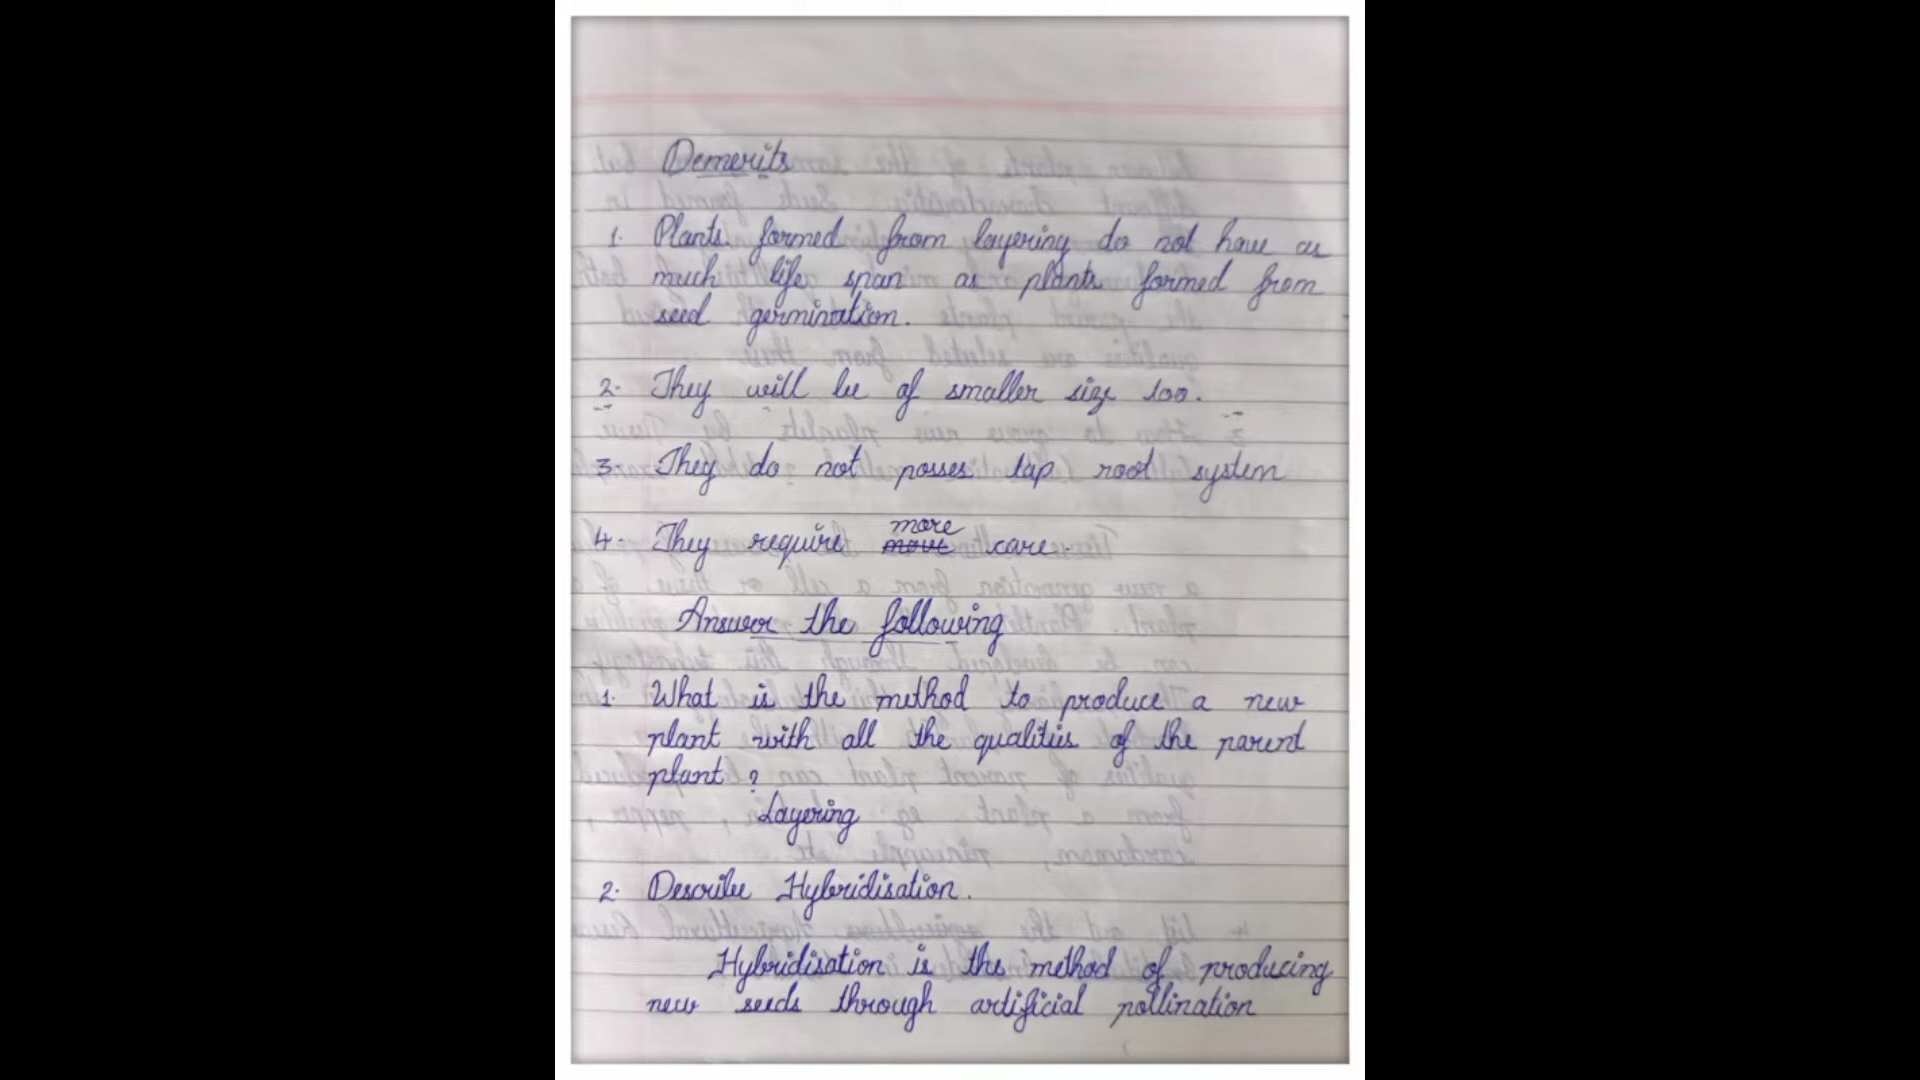 Demerits
1. Plants formed from layering do not have as
much life span as plants formed from
seed germination.
2. They will be of smaller size too.
3. They do not posses tap root system
more
4. They require move care.
Answer the following
1. What is the method to produce a new
plant with all the qualities of the parent
plant ?
Layering
2. Describe Hybridisation.
Hybridisation is the method of producing
new seeds through artificial pollination